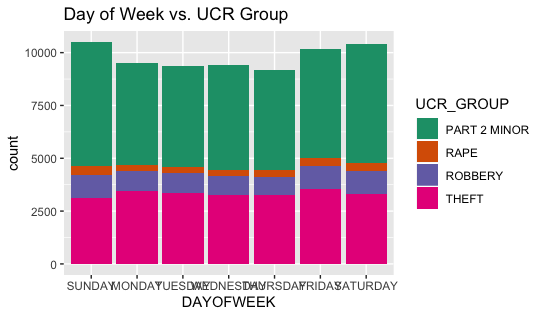 Day of Week vs. UCR Group
10000
7500
5000
2500
0
count
SUNDAY MONDAY TUESDAY WEDNESDAY THURSDAY FRIDAY SATURDAY
DAYOFWEEK
UCR_GROUP
PART 2 MINOR
RAPE
ROBBERY
THEFT